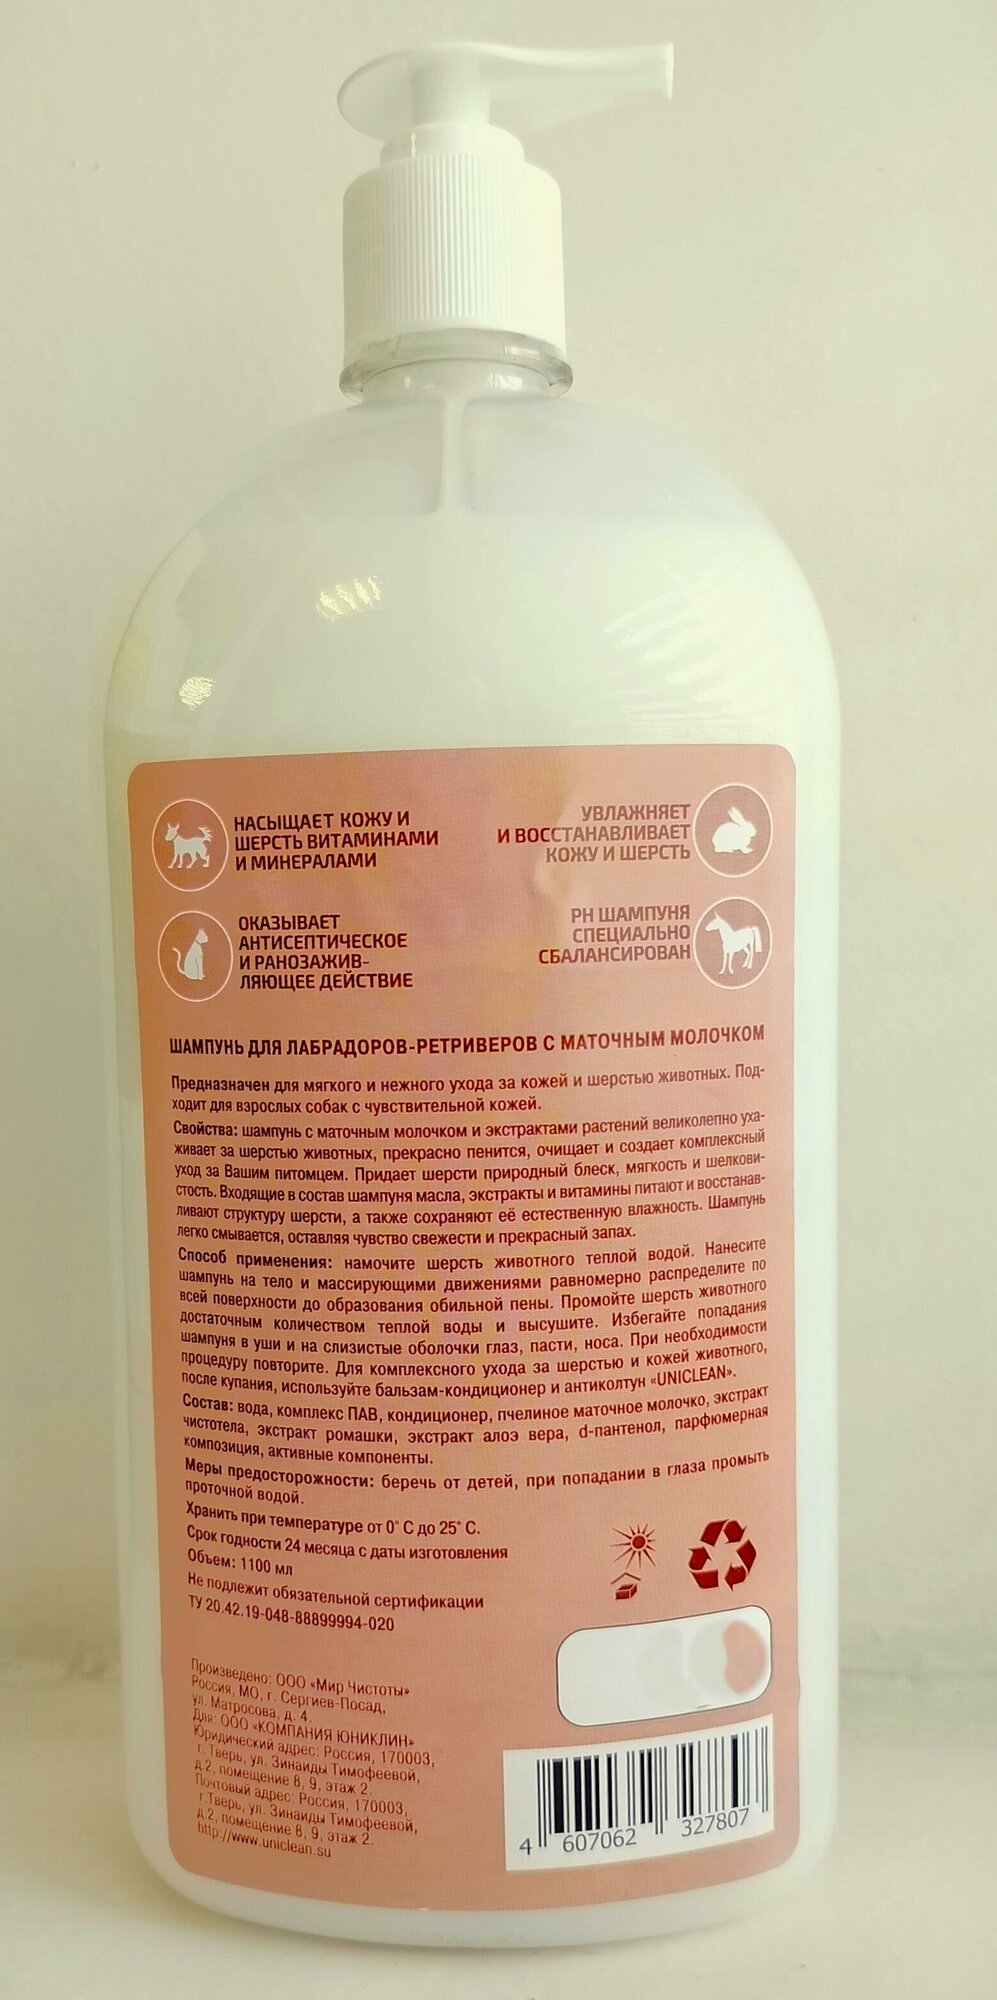 НАСЫЩАЕТ КОЖУ И
ШЕРСТЬ ВИТАМИНАМИ
И МИНЕРАЛАМИ
УВЛАЖНЯЕТ
И ВОССТАНАВЛИВАЕТ
КОЖУ И ШЕРСТЬ
ОКАЗЫВАЕТ
АНТИСЕПТИЧЕСКОЕ
И РАНОЗАЖИВ-
ЛЯЮЩЕЕ ДЕЙСТВИЕ
PH ШАМПУНЯ
СПЕЦИАЛЬНО
СБАЛАНСИРОВАН
ШАМПУНЬ ДЛЯ ЛАБРАДОРОВ-РЕТРИВЕРОВ С МАТОЧНЫМ МОЛОЧКОМ
Предназначен для мягкого и нежного ухода за кожей и шерстью животных. Под-
ходит для взрослых собак с чувствительной кожей.
Свойства: шампунь с маточным молочком и экстрактами растений великолепно уха-
живает за шерстью животных, прекрасно пенится, очищает и создает комплексный
уход за Вашим питомцем. Придает шерсти природный блеск, мягкость и шелкови-
стость. Входящие в состав шампуня масла, экстракты и витамины питают и восстанав-
ливают структуру шерсти, а также сохраняют её естественную влажность. Шампунь
легко смывается, оставляя чувство свежести и прекрасный запах.
Способ применения: намочите шерсть животного теплой водой. Нанесите
шампунь на тело и массирующими движениями равномерно распределите по
всей поверхности до образования обильной пены. Промойте шерсть животного
достаточным количеством теплой воды и высушите. Избегайте попадания
шампуня в уши и на слизистые оболочки глаз, пасти, носа. При необходимости
процедуру повторите. Для комплексного ухода за шерстью и кожей животного,
после купания, используйте бальзам-кондиционер и антиколтун «UNICLEAN».
Состав: вода, комплекс ПАВ, кондиционер, пчелиное маточное молочко, экстракт
чистотела, экстракт ромашки, экстракт алоэ вера, d-пантенол, парфюмерная
композиция, активные компоненты.
Меры предосторожности: беречь от детей, при попадании в глаза промыть
проточной водой.
Хранить при температуре от 0° С до 25° С.
Срок годности 24 месяца с даты изготовления
Объем: 1100 мл
Не подлежит обязательной сертификации
ТУ 20.42.19-048-88899994-020
Произведено: ООО «Мир Чистоты»
Россия, МО, г. Сергиев-Посад,
ул. Матросова, д. 4.
Для: ООО «КОМПАНИЯ ЮНИКЛИН»
Юридический адрес: Россия, 170003,
г. Тверь, ул. Зинаиды Тимофеевой,
д.2, помещение 8, 9, этаж 2.
Почтовый адрес: Россия, 170003,
г.Тверь, ул. Зинаиды Тимофеевой,
д.2, помещение 8, 9, этаж 2.
http://www.uniclean.su
4 607062 327807